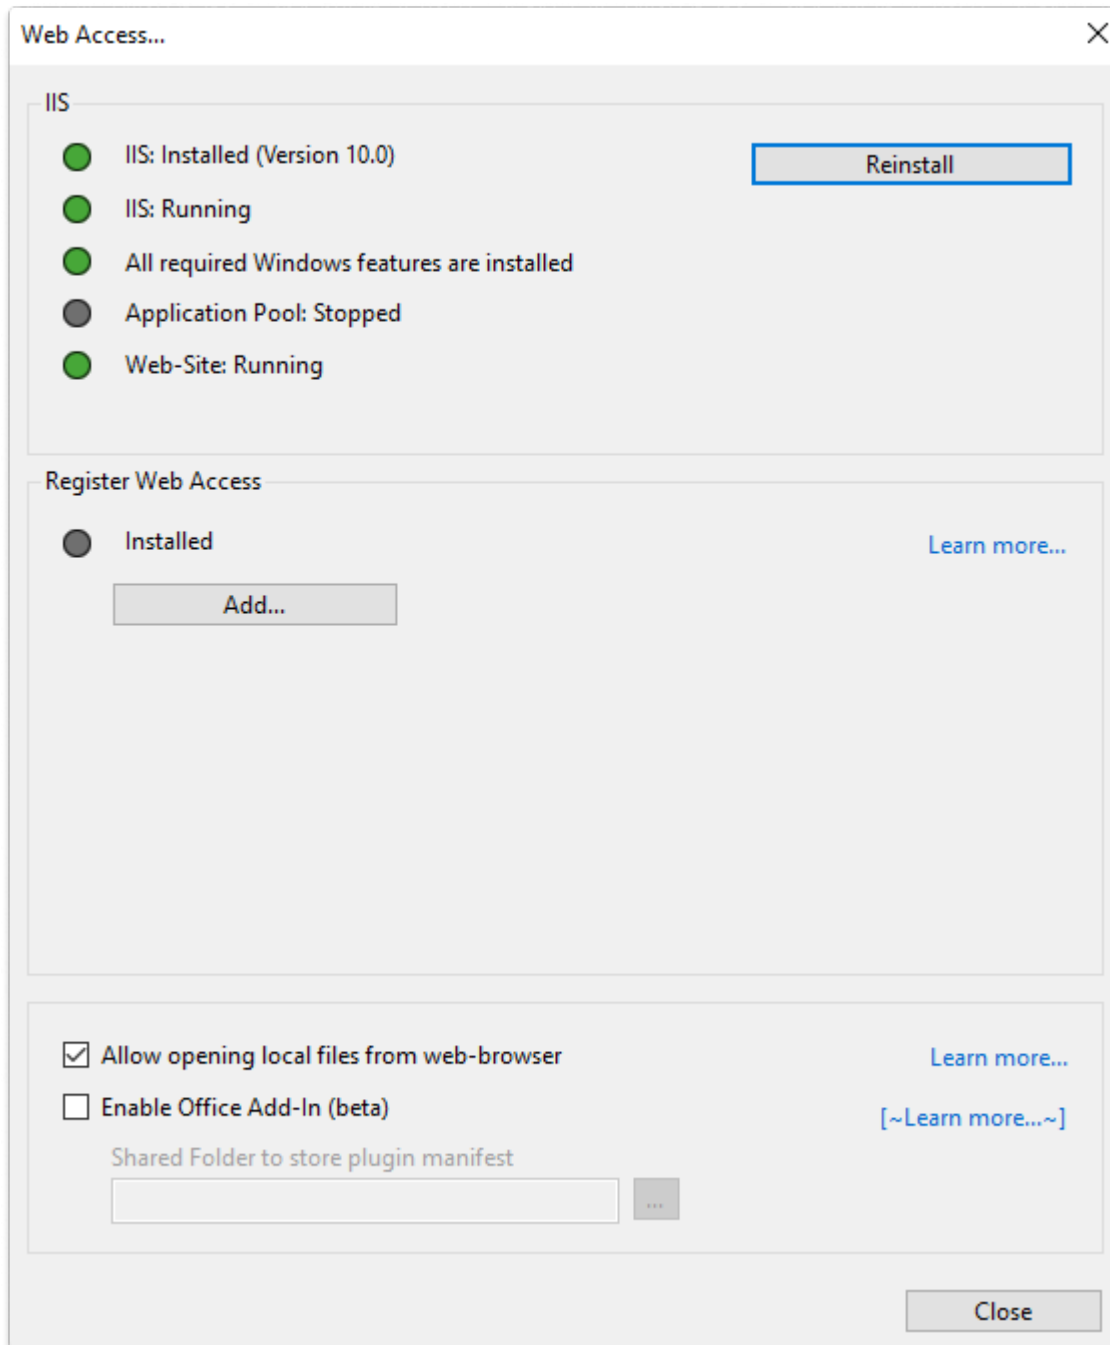 Web Access...
IIS
IIS: Installed (Version 10.0)
Reinstall
IIS: Running
All required Windows features are installed
Application Pool: Stopped
Web-Site: Running
Register Web Access
Installed
Learn more...
Add...
Allow opening local files from web-browser
Learn more...
Enable Office Add-In (beta)
[~Learn more...~]
Shared Folder to store plugin manifest
...
Close